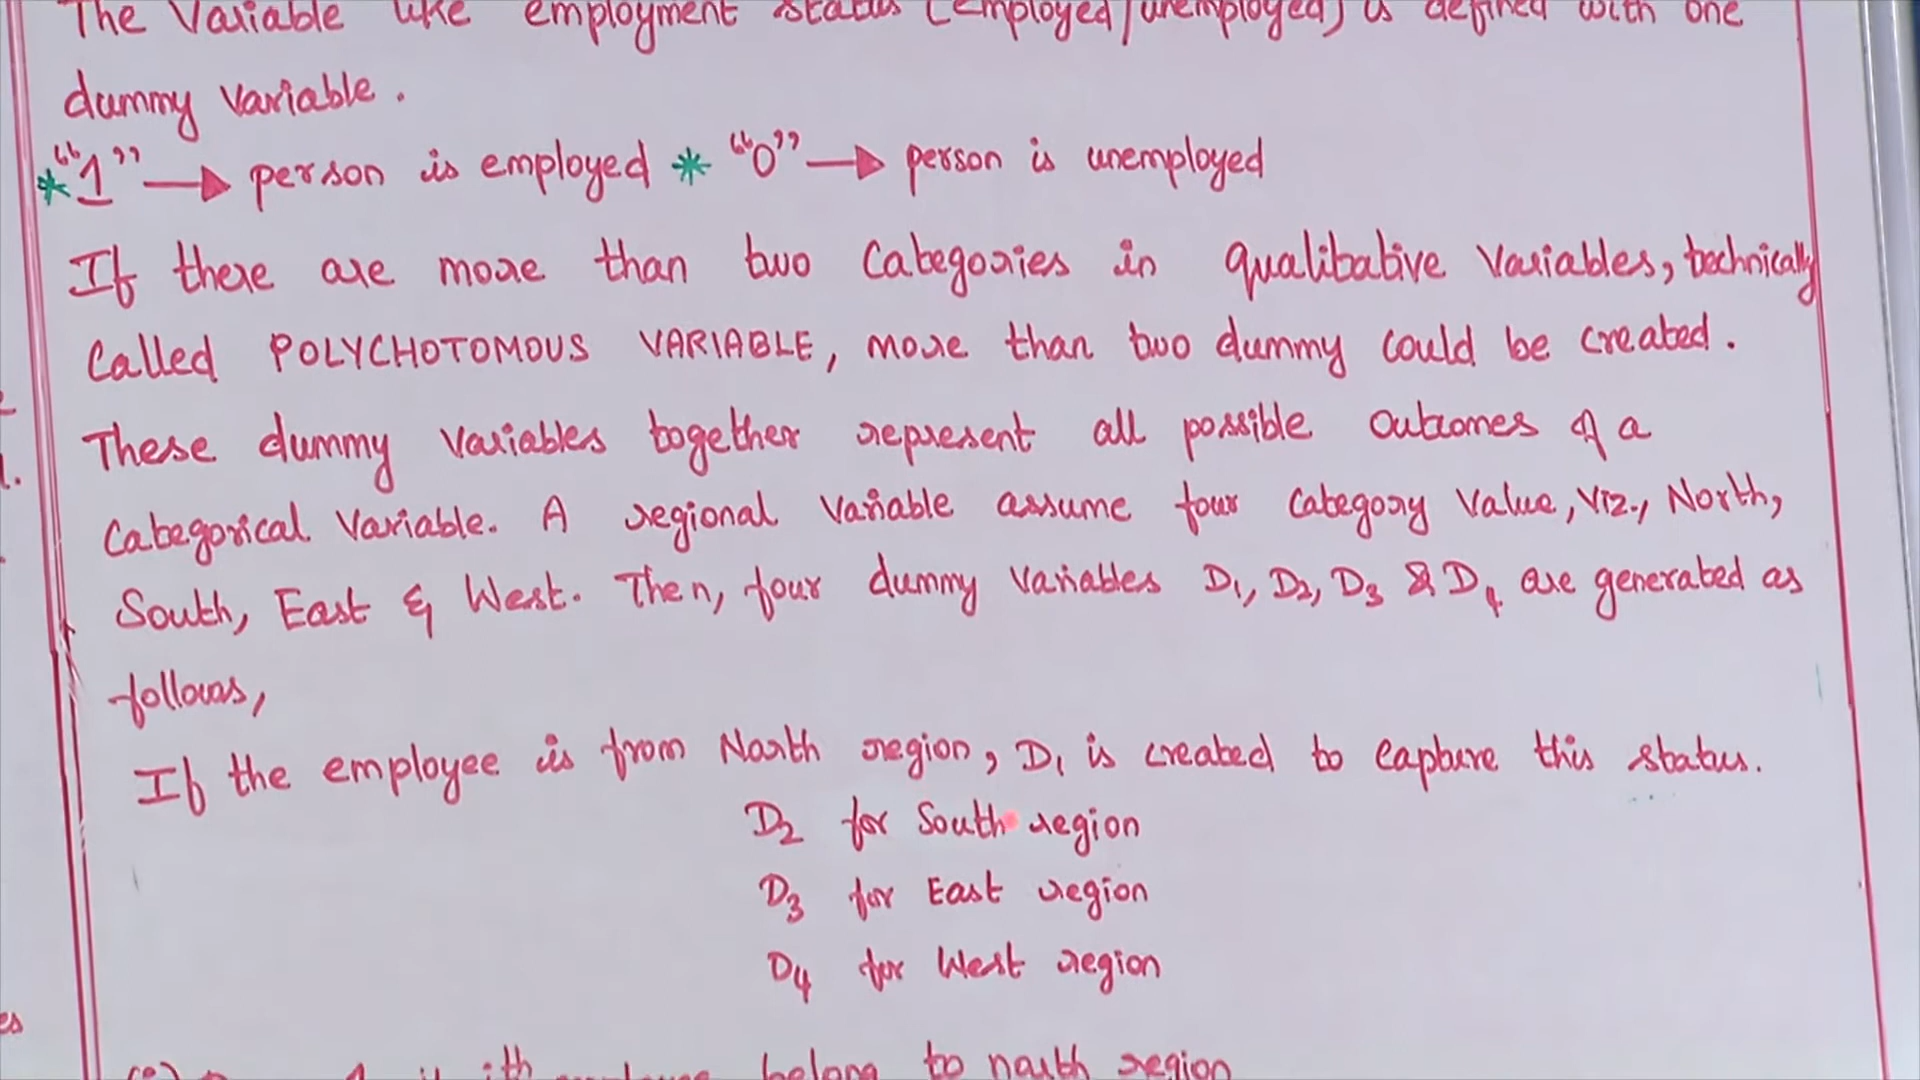 The Variable like employment status (employed/unemployed) is defined with one
dummy variable.
* "1" → person is employed * "0" → person is unemployed
If there are more than two Categories in qualitative Variables, technically
Called POLYCHOTOMOUS VARIABLE, more than two dummy could be created.
These dummy Variables together represent all possible Outcomes of a
Categorical Variable. A regional Variable assume four Category Value, Viz., North,
South, East & West. Then, four dummy Variables D1, D2, D3 & D4 are generated as
follows,
If the employee is from North region, D1 is created to Capture this status.
D2 for South region
D3 for East region
D4 for West region
employee belong to north region